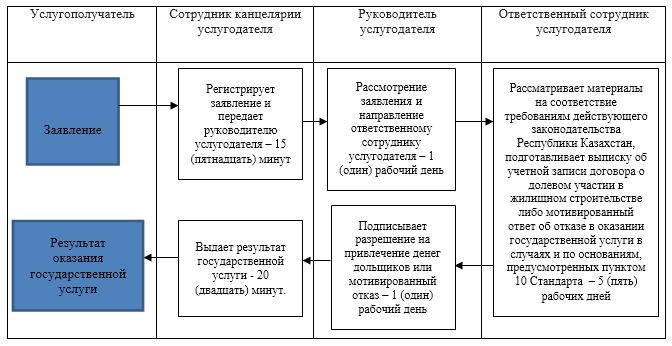 Услугополучатель
Сотрудник канцелярии
услугодателя
Руководитель
услугодателя
Ответственный сотрудник
услугодателя
Заявление
Регистрирует
заявление и
передает
руководителю
услугодателя – 15
(пятнадцать) минут
Рассмотрение
заявления и
направление
ответственному
сотруднику
услугодателя – 1
(один) рабочий день
Рассматривает материалы
на соответствие
требованиям действующего
законодательства
Республики Казахстан,
подготавливает выписку об
учетной записи договора о
долевом участии в
жилищном строительстве
либо мотивированный
ответ об отказе в оказании
государственной услуги в
случаях и по основаниям,
предусмотренных пунктом
10 Стандарта – 5 (пять)
рабочих дней
Подписывает
разрешение на
привлечение денег
дольщиков или
мотивированный
отказ – 1 (один)
рабочий день
Выдает результат
государственной
услуги - 20
(двадцать) минут.
Результат
оказания
государственной
услуги